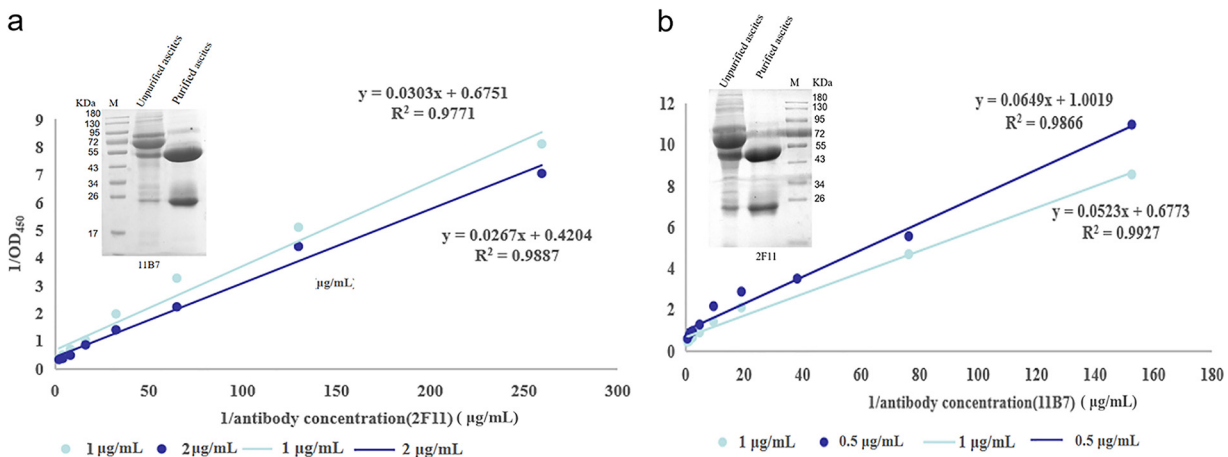 a
Unpurified ascites
Purified ascites
KDa M
180
130
95
72
55
43
34
26
17
11B7
y = 0.0303x + 0.6751
R² = 0.9771
y = 0.0267x + 0.4204
R² = 0.9887
[µg/mL]
1/OD450
9
8
7
6
5
4
3
2
1
0
0 50 100 150 200 250 300
1/antibody concentration(2F11) ( µg/mL)
1 µg/mL 2 µg/mL 1 µg/mL 2 µg/mL
b
Unpurified ascites
Purified ascites
M KDa
180
130
95
72
55
43
34
26
2F11
y = 0.0649x + 1.0019
R² = 0.9866
y = 0.0523x + 0.6773
R² = 0.9927
12
10
8
6
4
2
0
0 20 40 60 80 100 120 140 160 180
1/antibody concentration(11B7) ( µg/mL)
1 µg/mL 0.5 µg/mL 1 µg/mL 0.5 µg/mL